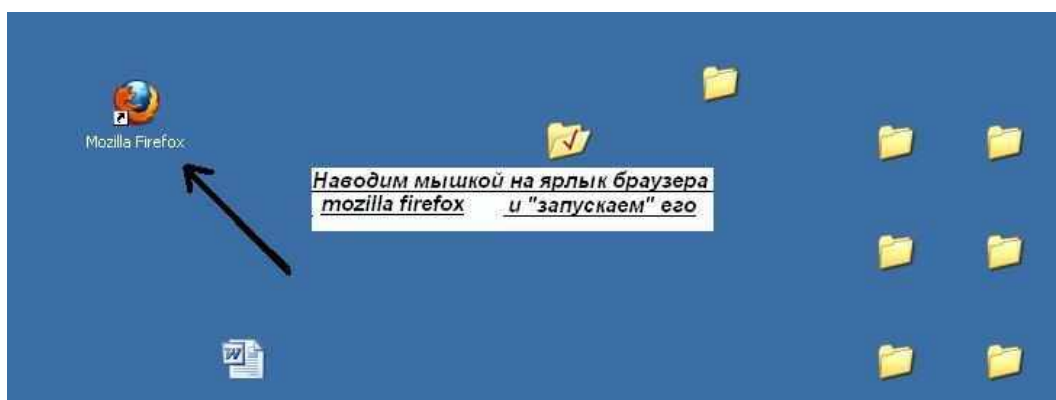 Mozilla Firefox
Наводим мышкой на ярлык браузера
mozilla firefox и "запускаем" его